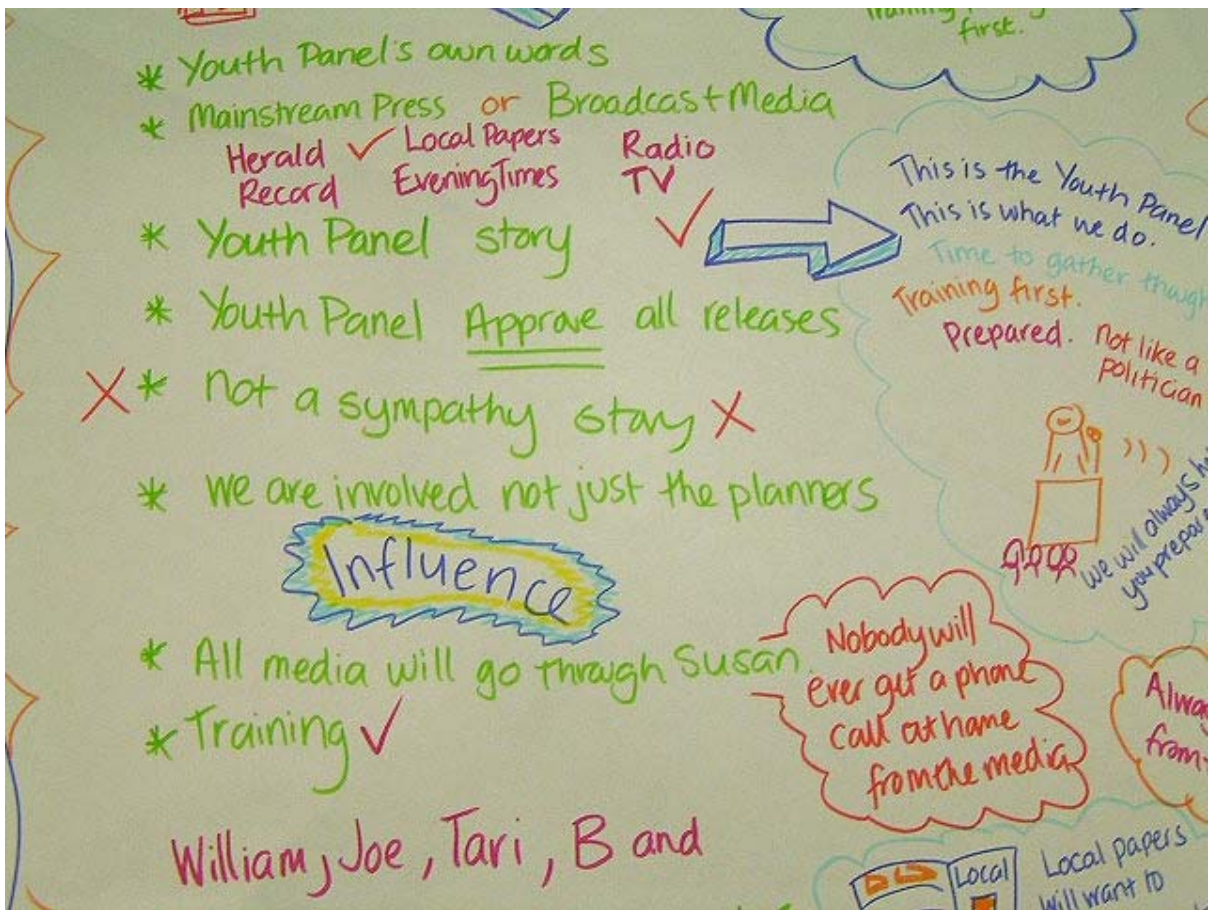 first.
* Youth Panel's own words
* Mainstream Press or Broadcast Media
Herald ✓ Local Papers Radio
Record Evening Times TV ✓
* Youth Panel story
* Youth Panel Approve all releases
X * not a sympathy story X
* we are involved not just the planners
Influence
* All media will go through Susan.
* Training ✓
William, Joe, Tari, B and
This is the Youth Panel
This is what we do.
Time to gather
Training first.
Prepared. not like a
politician
we will always
you
Nobody will
ever get a phone
call at home
from the media
Local
Local papers
will want to